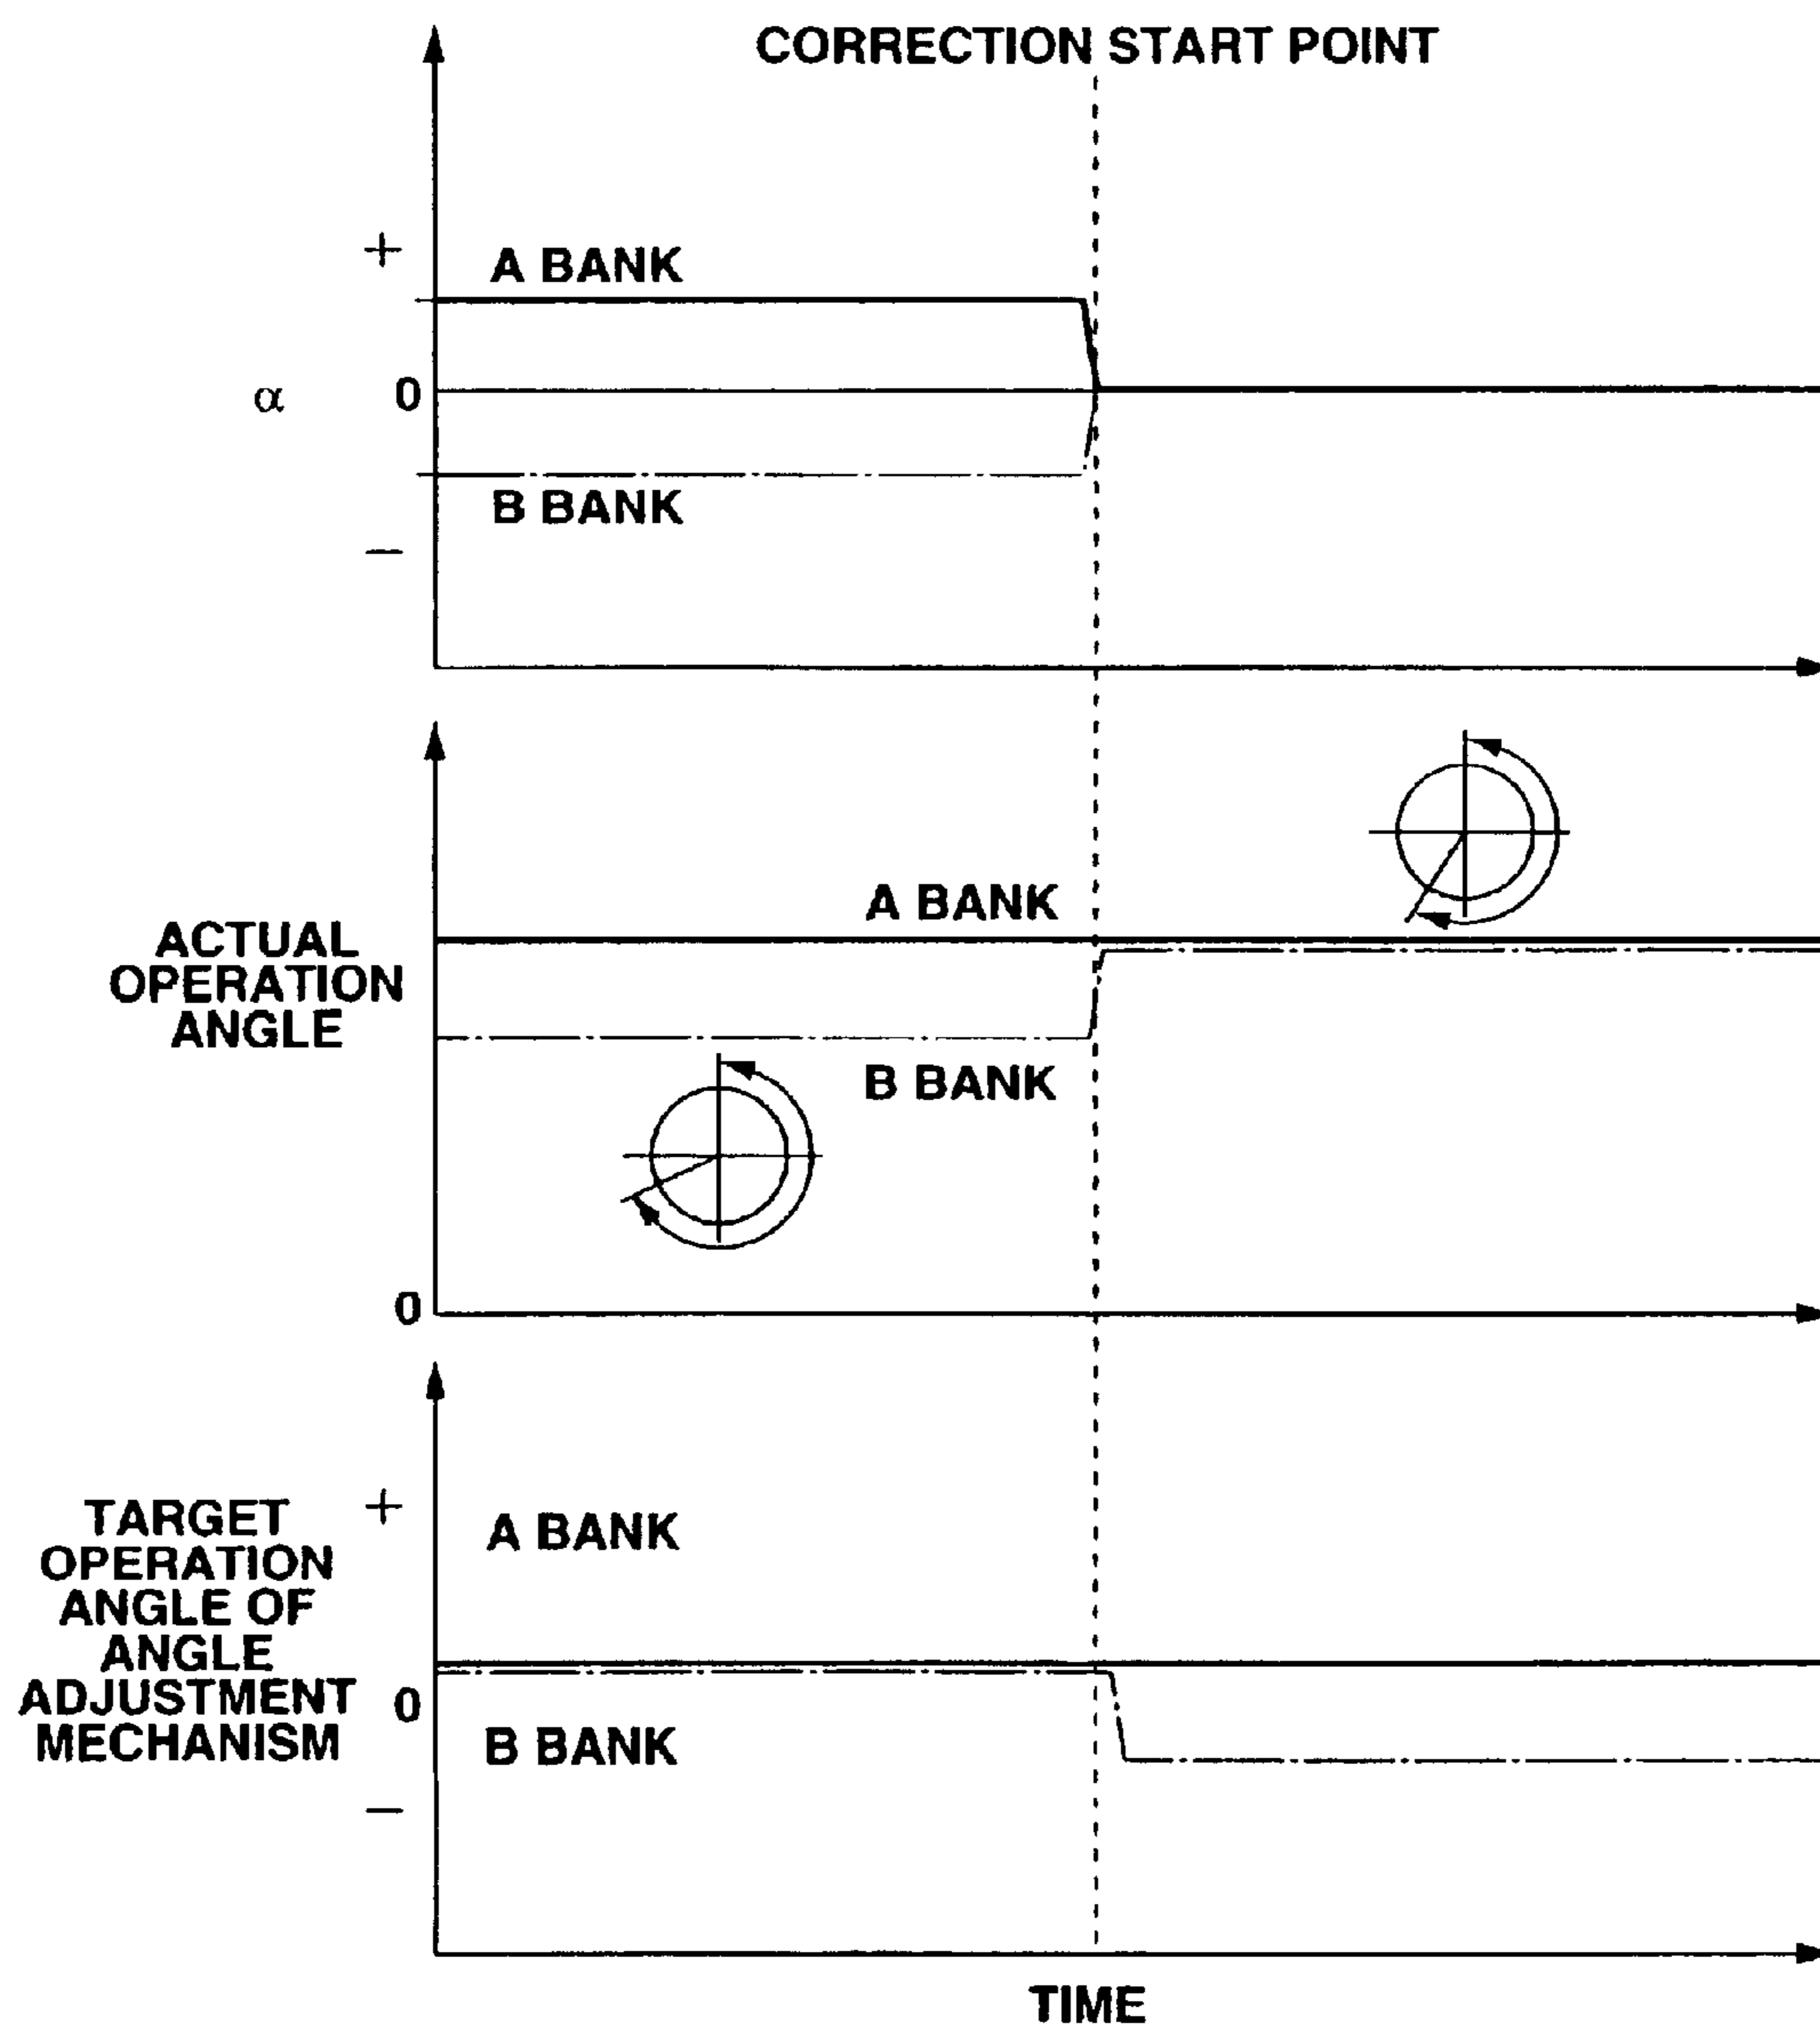 CORRECTION START POINT
+
A BANK
α
0
B BANK
−
A BANK
ACTUAL
OPERATION
ANGLE
B BANK
0
+
A BANK
TARGET
OPERATION
ANGLE OF
ANGLE
ADJUSTMENT
MECHANISM
0
B BANK
−
TIME